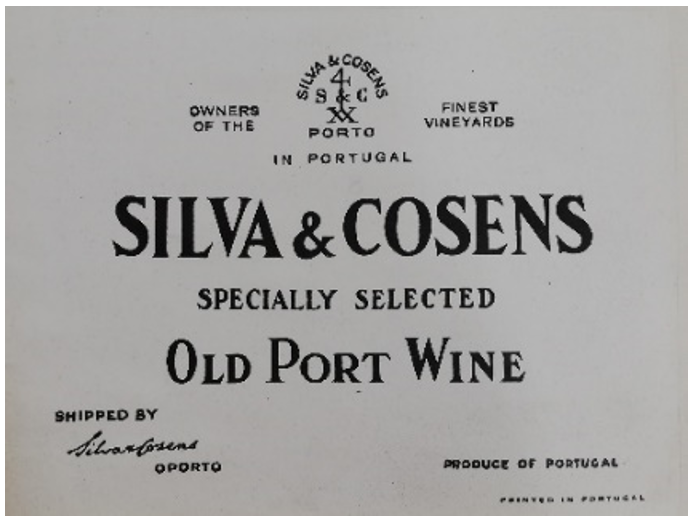 SILVA & COSENS
4
S & C
XX
PORTO
OWNERS OF THE FINEST VINEYARDS
IN PORTUGAL
SILVA & COSENS
SPECIALLY SELECTED
OLD PORT WINE
SHIPPED BY
Silva & Cosens
OPORTO
PRODUCE OF PORTUGAL
PRINTED IN PORTUGAL